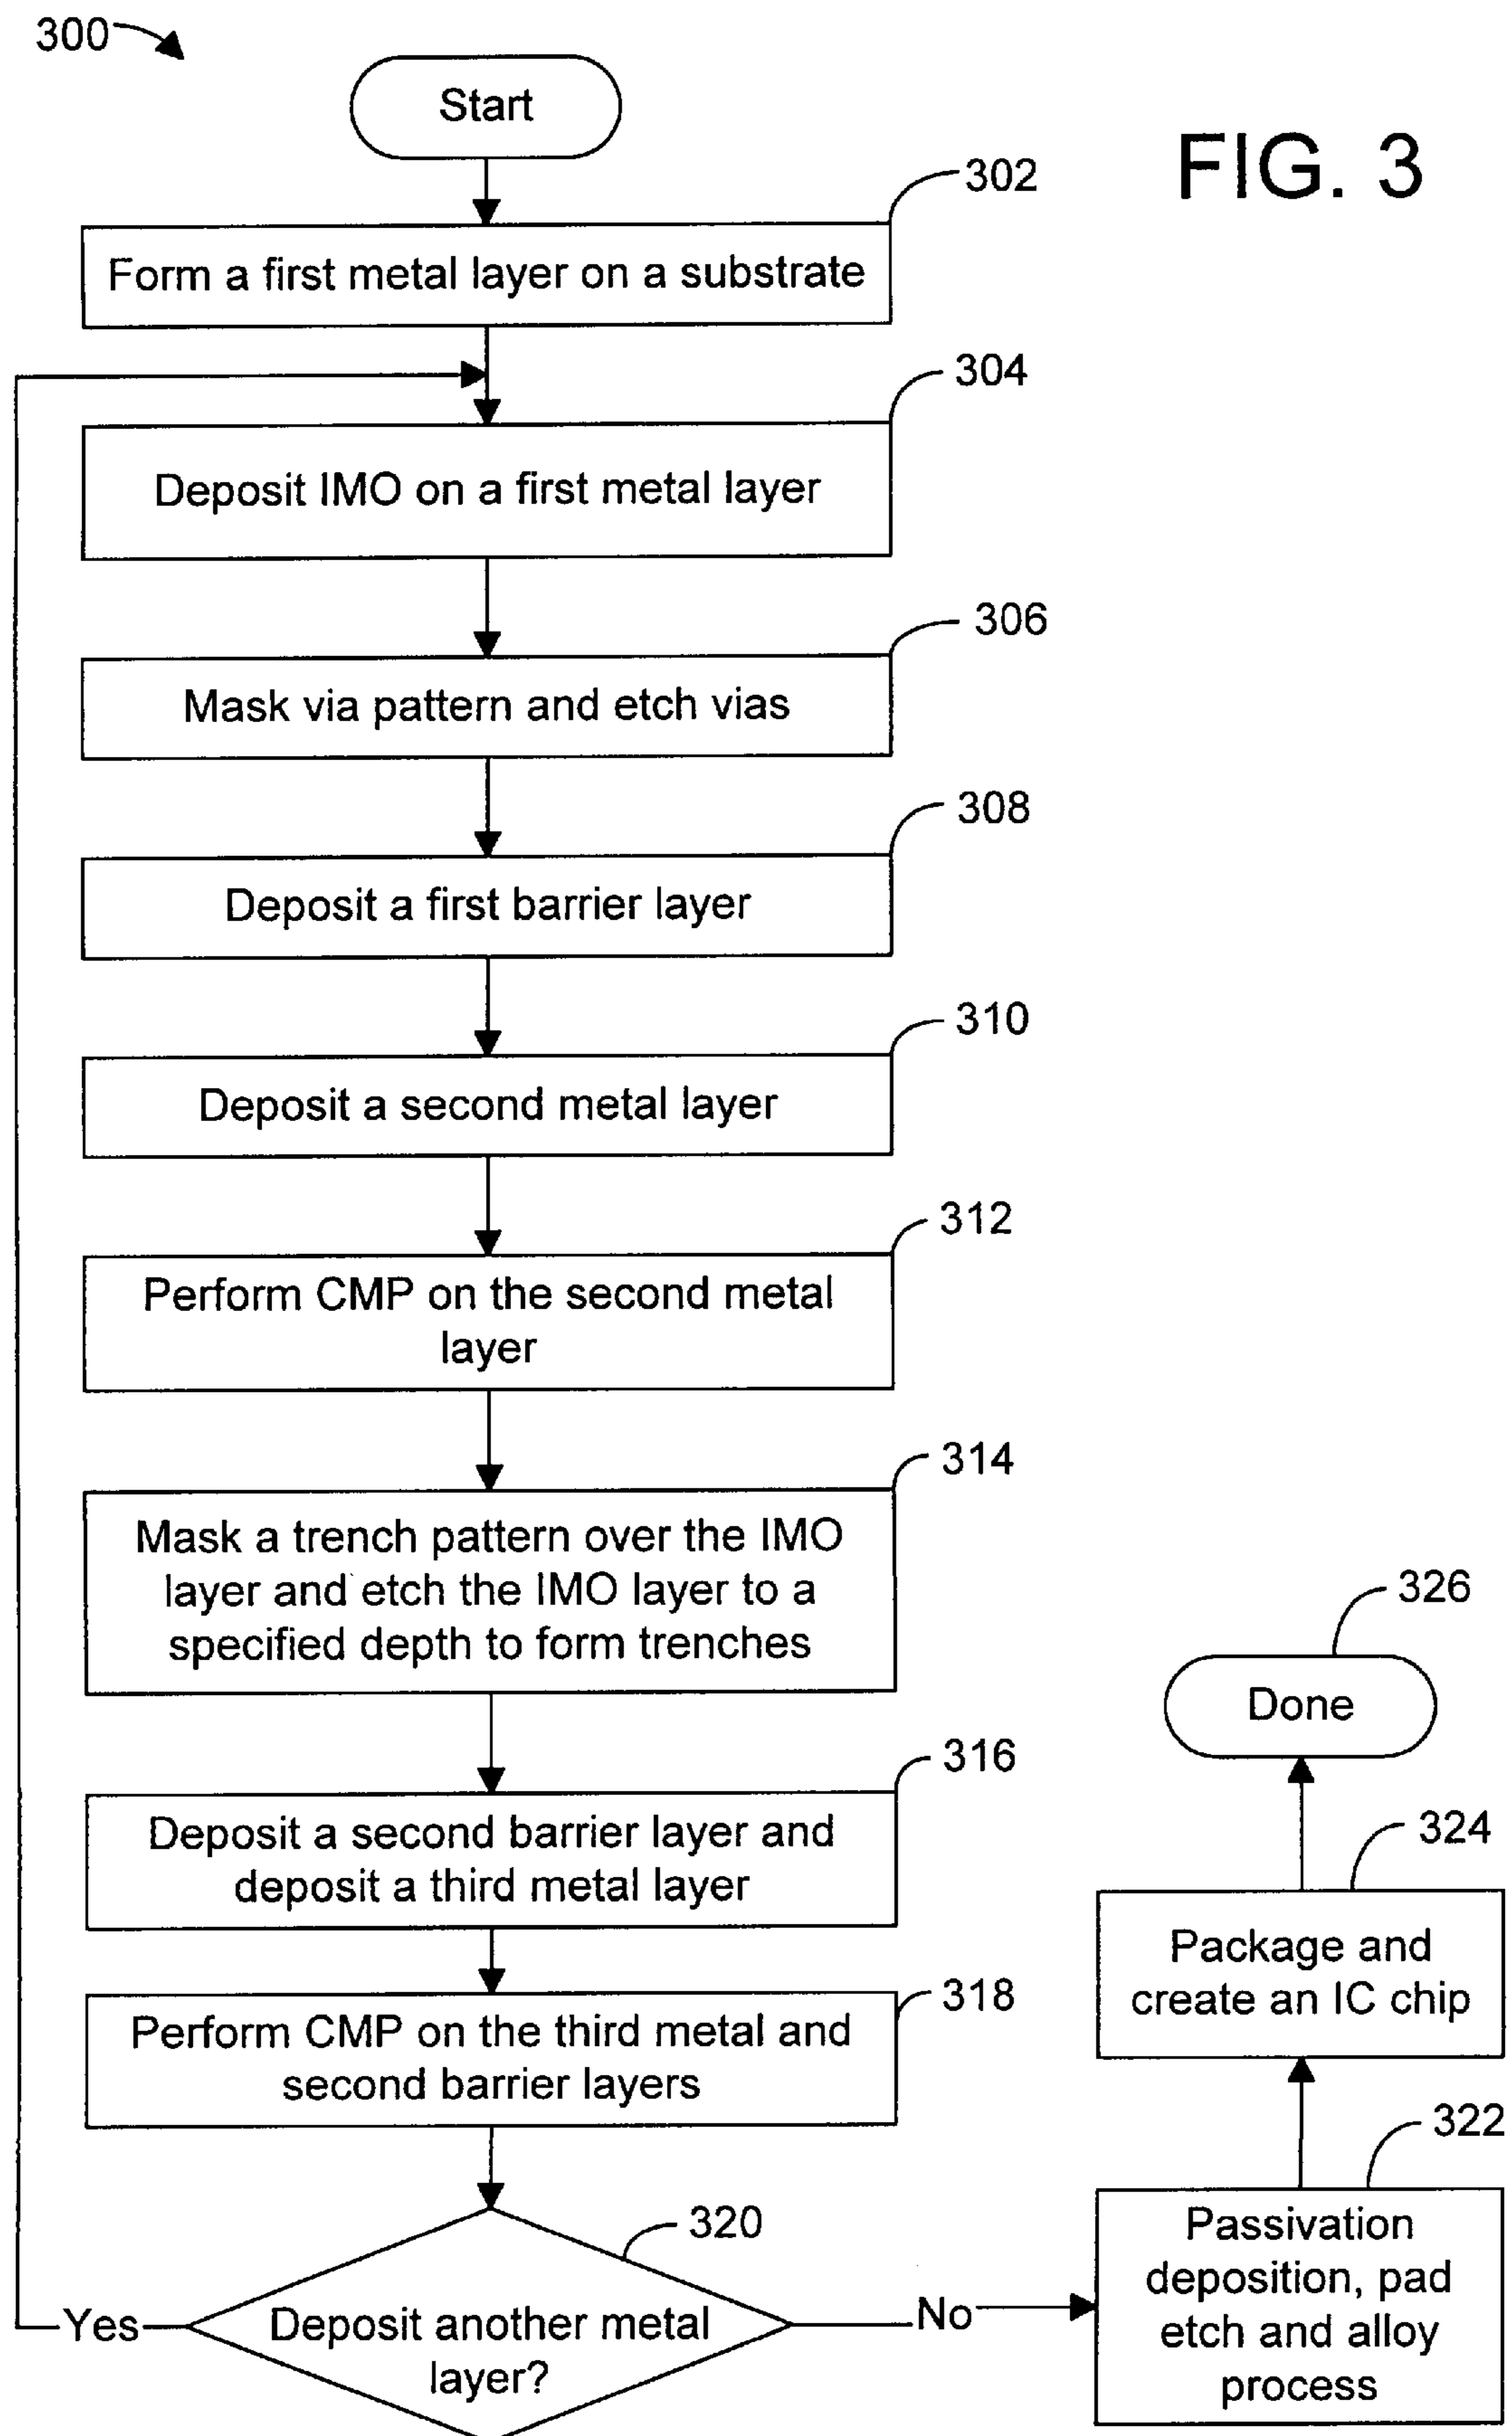 300
Start
FIG. 3
302
Form a first metal layer on a substrate
304
Deposit IMO on a first metal layer
306
Mask via pattern and etch vias
308
Deposit a first barrier layer
310
Deposit a second metal layer
312
Perform CMP on the second metal
layer
314
Mask a trench pattern over the IMO
layer and etch the IMO layer to a
specified depth to form trenches
316
Deposit a second barrier layer and
deposit a third metal layer
318
Perform CMP on the third metal and
second barrier layers
320
Deposit another metal
layer?
Yes
No
322
Passivation
deposition, pad
etch and alloy
process
324
Package and
create an IC chip
326
Done